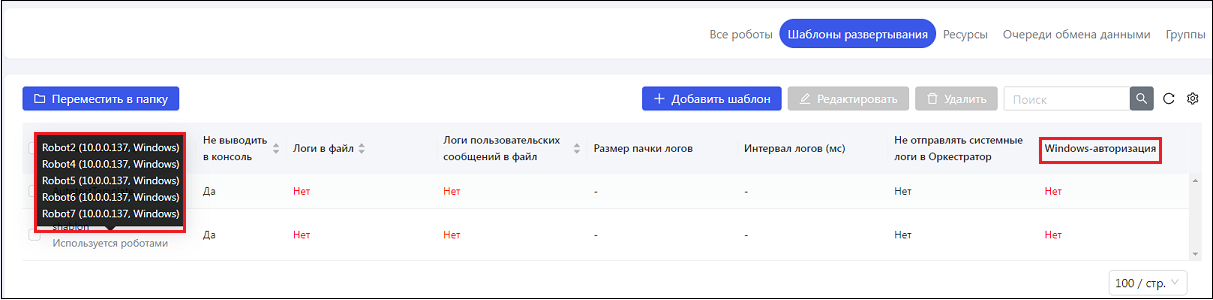 Все роботы
Шаблоны развертывания
Ресурсы
Очереди обмена данными
Группы
Переместить в папку
Добавить шаблон
Редактировать
Удалить
Поиск
Robot2 (10.0.0.137, Windows)
Robot4 (10.0.0.137, Windows)
Robot5 (10.0.0.137, Windows)
Robot6 (10.0.0.137, Windows)
Robot7 (10.0.0.137, Windows)
Не выводить
в консоль
Логи в файл
Логи пользовательских
сообщений в файл
Размер пачки логов
Интервал логов (мс)
Не отправлять системные
логи в Оркестратор
Windows-авторизация
Да
Нет
Нет
-
-
Нет
Нет
shablon
Используется роботами
Да
Нет
Нет
-
-
Нет
Нет
100 / стр.